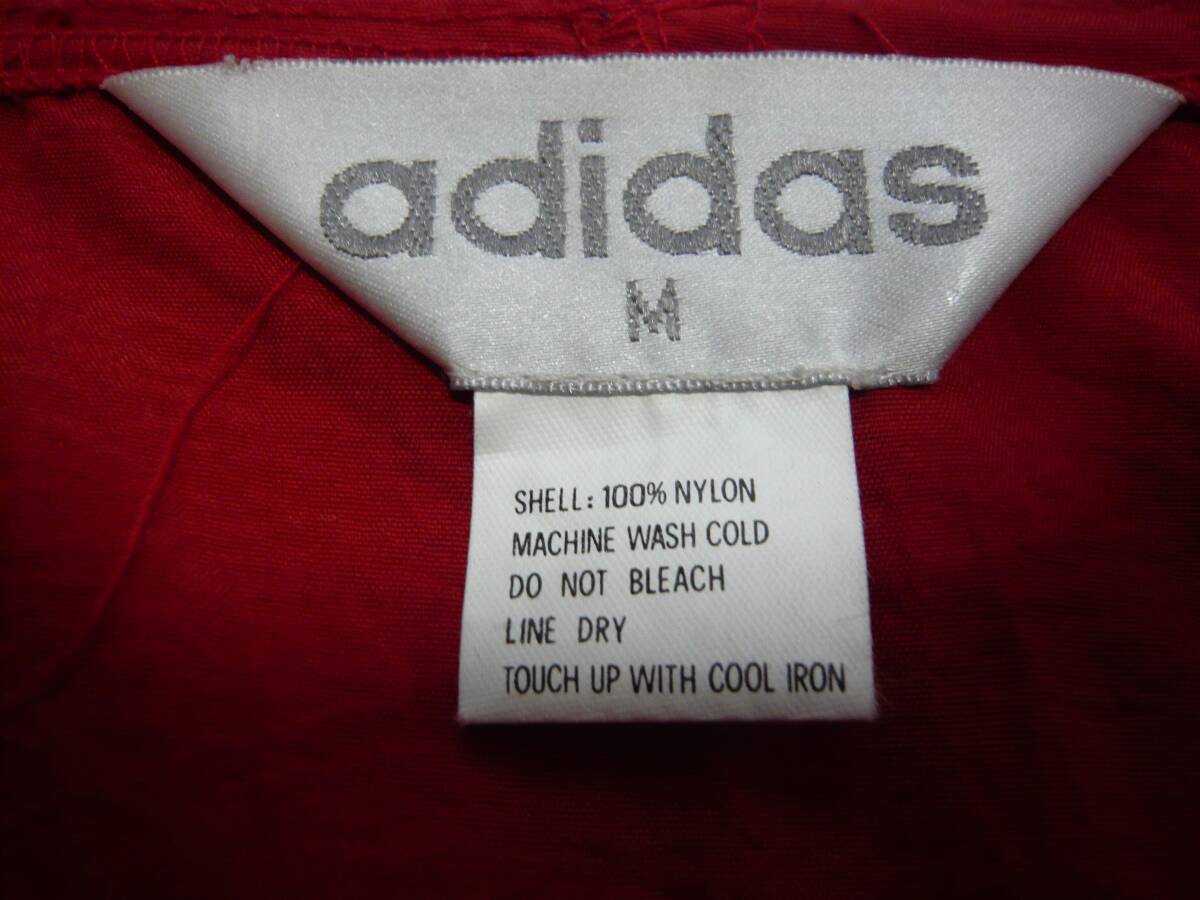 adidas
M
SHELL: 100% NYLON
MACHINE WASH COLD
DO NOT BLEACH
LINE DRY
TOUCH UP WITH COOL IRON